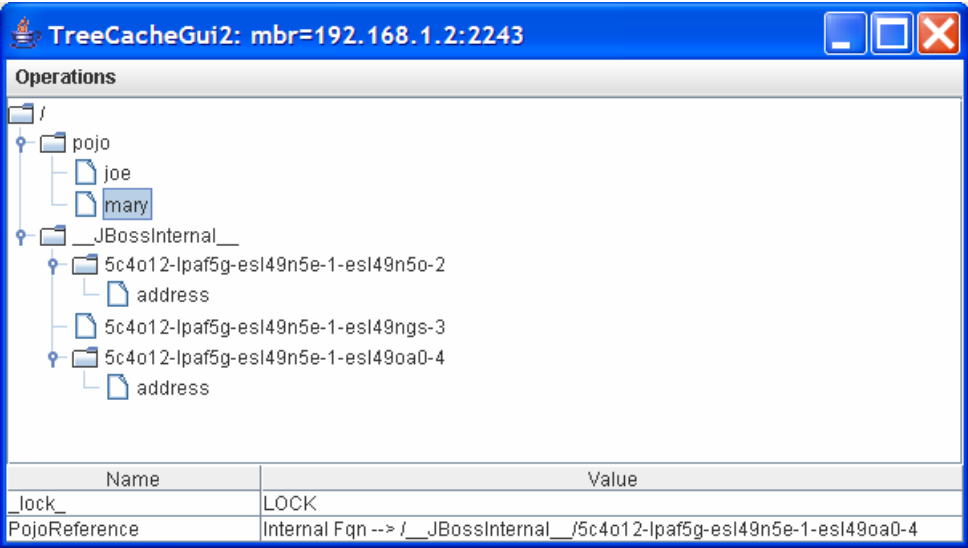 TreeCacheGui2: mbr=192.168.1.2:2243
Operations
/
pojo
joe
mary
__JBossInternal__
5c4o12-lpaf5g-esl49n5e-1-esl49n5o-2
address
5c4o12-lpaf5g-esl49n5e-1-esl49ngs-3
5c4o12-lpaf5g-esl49n5e-1-esl49oa0-4
address
Name Value
_lock_ LOCK
PojoReference Internal Fqn --> /__JBossInternal__/5c4o12-lpaf5g-esl49n5e-1-esl49oa0-4